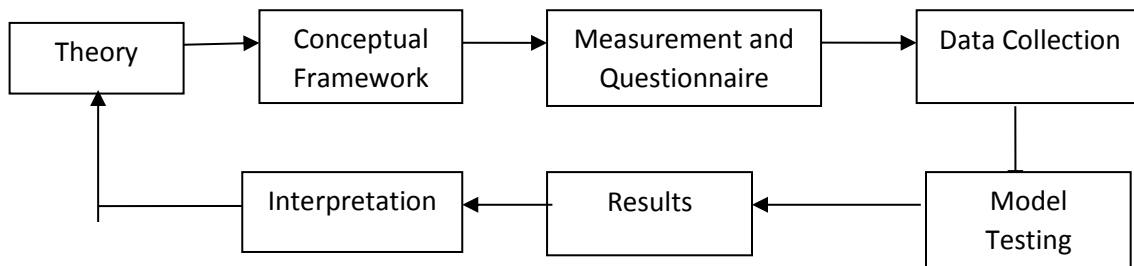 Theory
Conceptual
Framework
Measurement and
Questionnaire
Data Collection
Interpretation
Results
Model
Testing